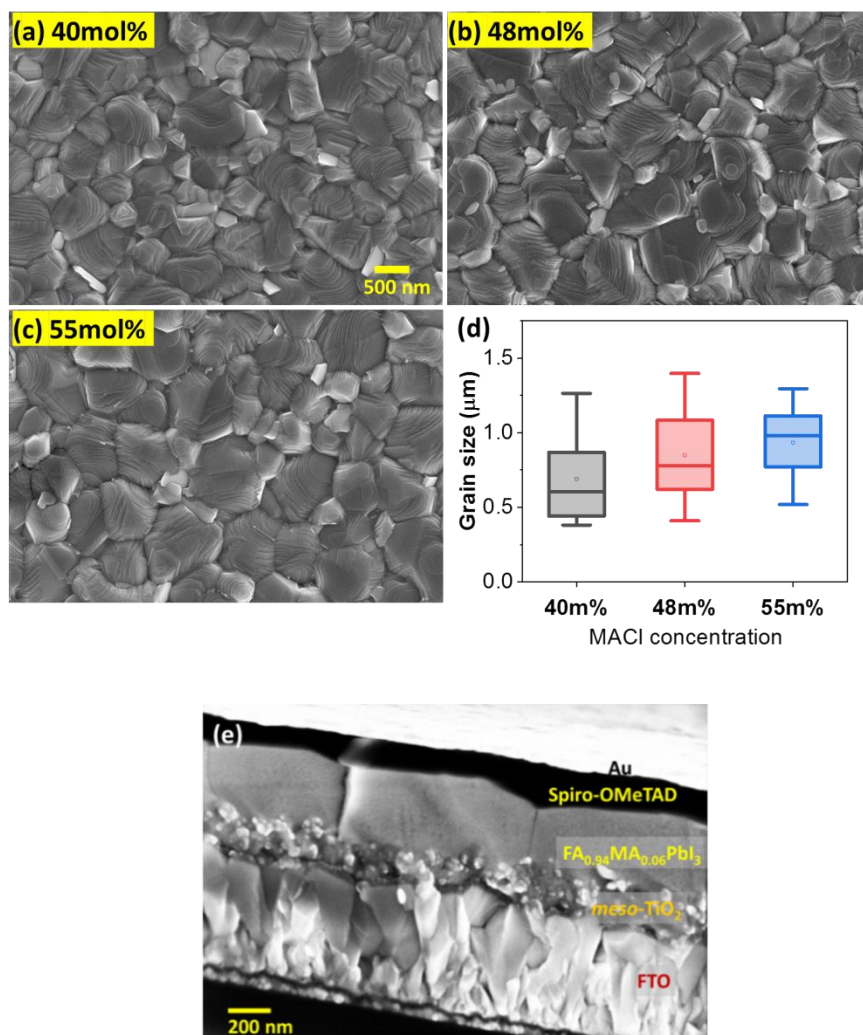 (a) 40mol%
500 nm
(b) 48mol%
(c) 55mol%
(d)
Grain size (μm)
1.5
1.0
0.5
0.0
40m%
48m%
55m%
MACl concentration
(e)
Au
Spiro-OMeTAD
FA₀.₉₄MA₀.₀₆PbI₃
meso-TiO₂
FTO
200 nm